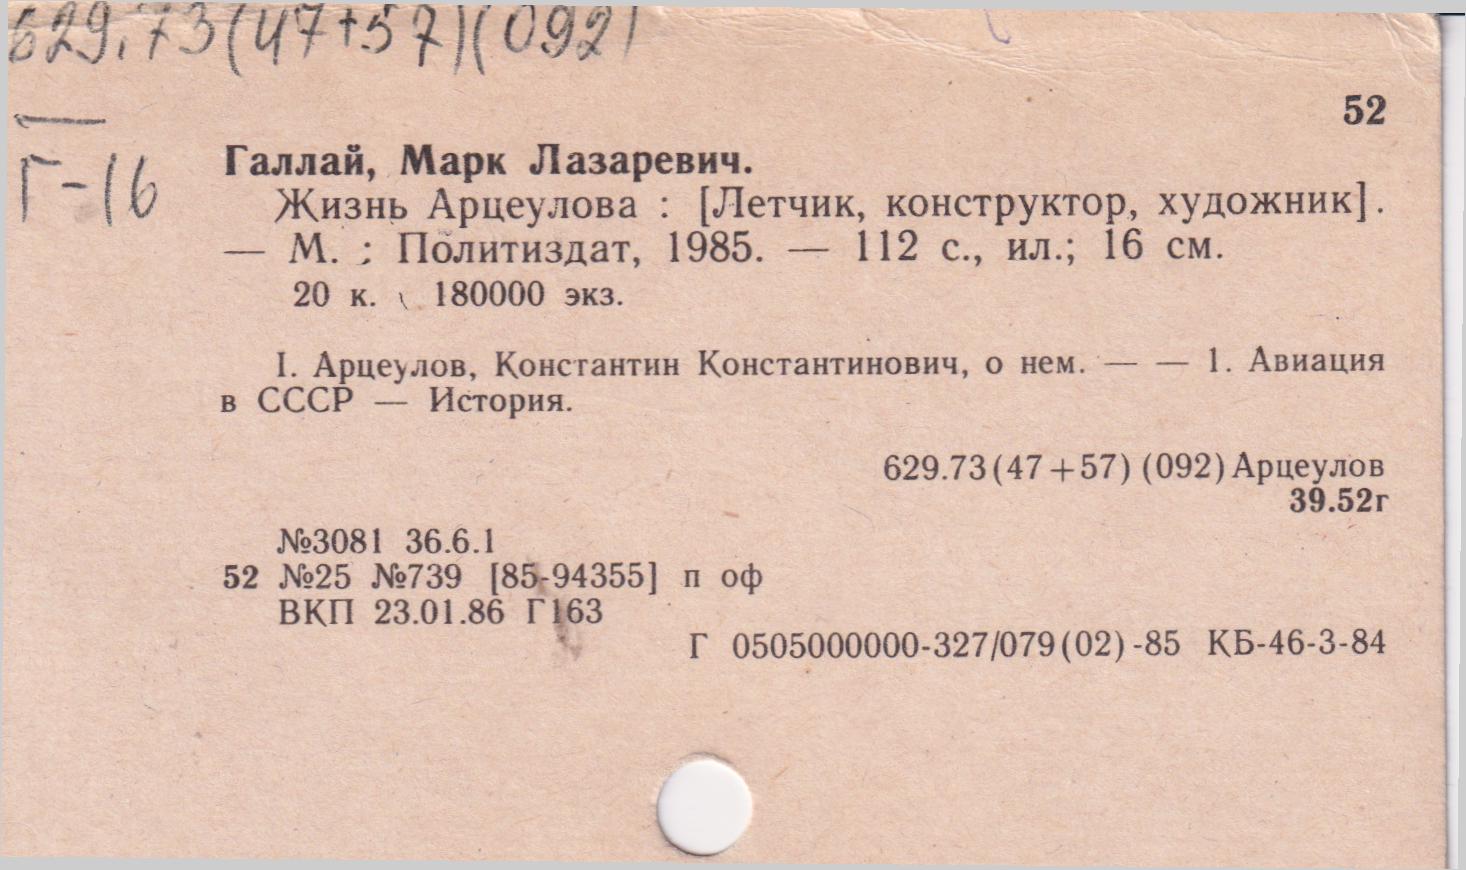 629.73(47+57)(092)
Г-16
52
Галлай, Марк Лазаревич.
Жизнь Арцеулова : [Летчик, конструктор, художник].
— М. : Политиздат, 1985. — 112 с., ил.; 16 см.
20 к. 180000 экз.
I. Арцеулов, Константин Константинович, о нем. — — 1. Авиация
в СССР — История.
629.73(47+57) (092) Арцеулов
39.52г
№3081 36.6.1
52 №25 №739 [85-94355] п оф
ВКП 23.01.86 Г163
Г 0505000000-327/079(02)-85 КБ-46-3-84